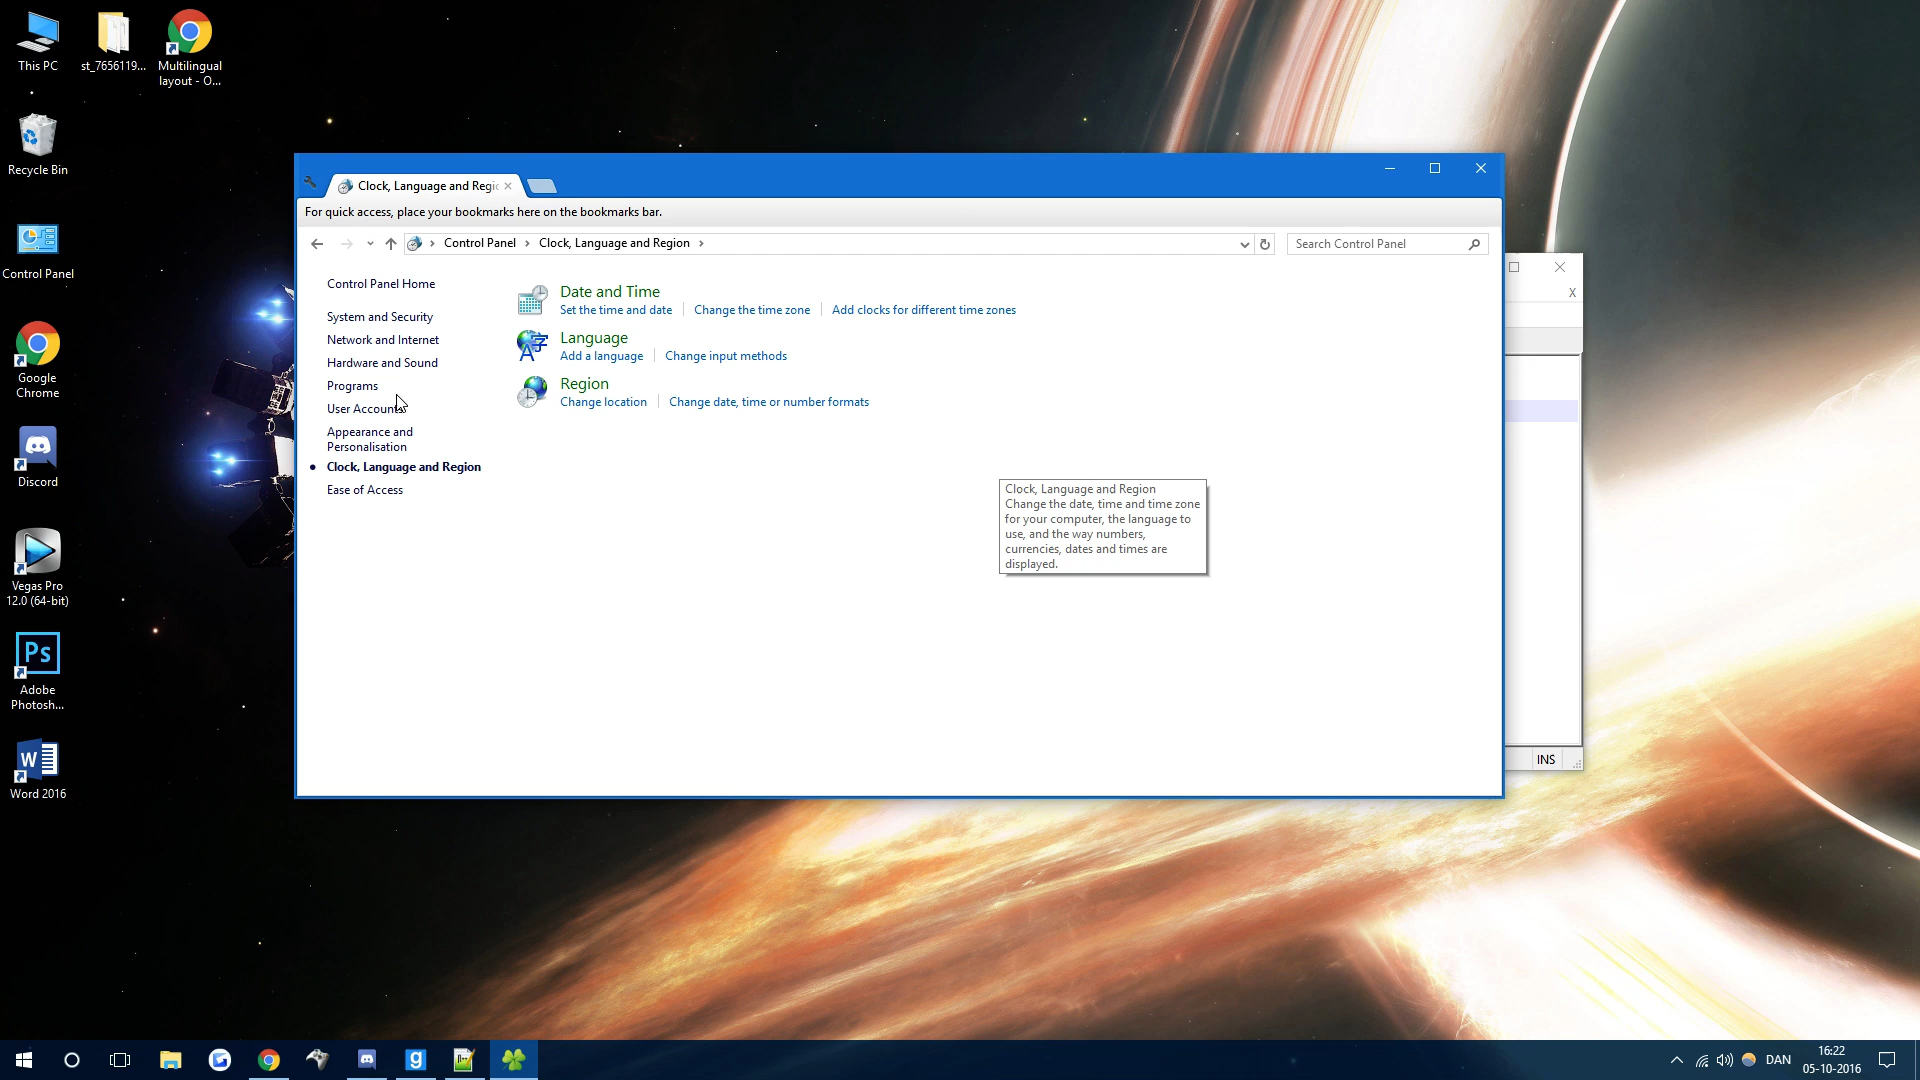 This PC
st_7656119...
Multilingual
layout - O...
Recycle Bin
Control Panel
Google
Chrome
Discord
Vegas Pro
12.0 (64-bit)
Ps
Adobe
Photosh...
W
Word 2016
Clock, Language and Regic
For quick access, place your bookmarks here on the bookmarks bar.
Control Panel > Clock, Language and Region >
Search Control Panel
Control Panel Home
System and Security
Network and Internet
Hardware and Sound
Programs
User Accounts
Appearance and
Personalisation
Clock, Language and Region
Ease of Access
Date and Time
Set the time and date
Change the time zone
Add clocks for different time zones
Language
Add a language
Change input methods
Region
Change location
Change date, time or number formats
Clock, Language and Region
Change the date, time and time zone
for your computer, the language to
use, and the way numbers,
currencies, dates and times are
displayed.
X
INS
DAN
16:22
05-10-2016